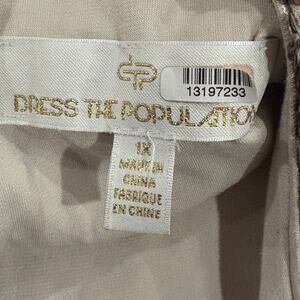 13197233
DRESS THE POPULATION
1X
MADE IN
CHINA
FABRIQUE
EN CHINE